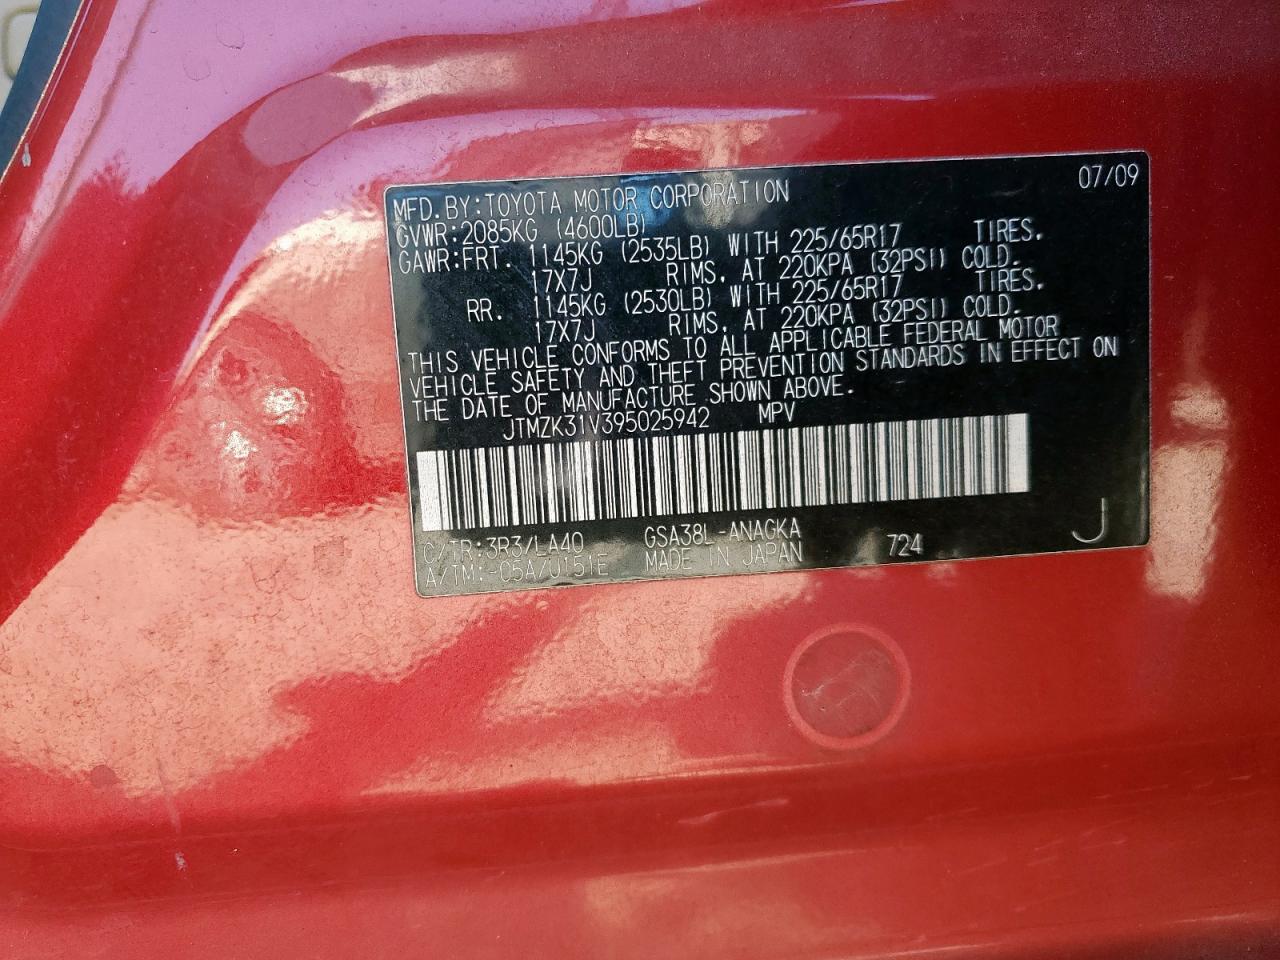 07/09
MFD.BY:TOYOTA MOTOR CORPORATION
GVWR:2085KG (4600LB)
GAWR:FRT. 1145KG (2535LB) WITH 225/65R17 TIRES.
17X7J RIMS. AT 220KPA (32PSI) COLD.
RR. 1145KG (2530LB) WITH 225/65R17 TIRES.
17X7J RIMS. AT 220KPA (32PSI) COLD.
THIS VEHICLE CONFORMS TO ALL APPLICABLE FEDERAL MOTOR
VEHICLE SAFETY AND THEFT PREVENTION STANDARDS IN EFFECT ON
THE DATE OF MANUFACTURE SHOWN ABOVE.
JTMZK31V395025942 MPV
C/TR:3R3/LA40 GSA38L-ANAGKA 724 J
A/TM:-05A/U151E MADE IN JAPAN